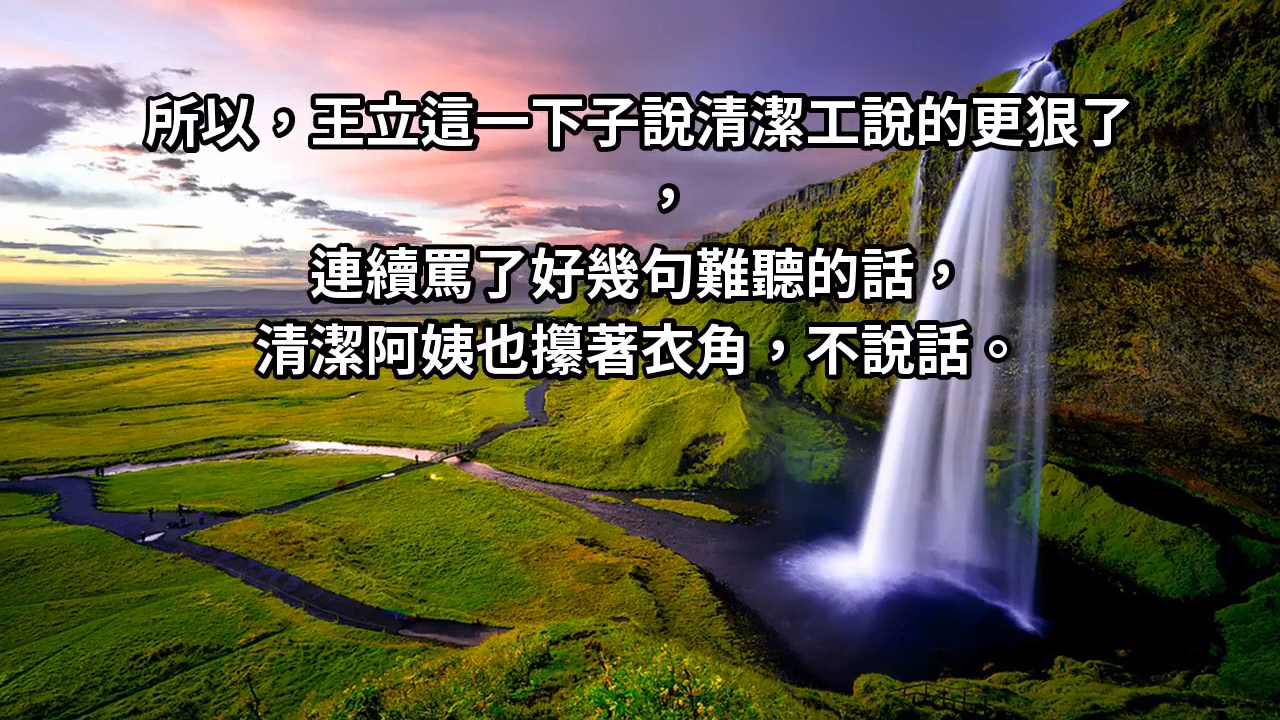 所以，王立這一下子說清潔工說的更狠了
，
連續罵了好幾句難聽的話，
清潔阿姨也攥著衣角，不說話。